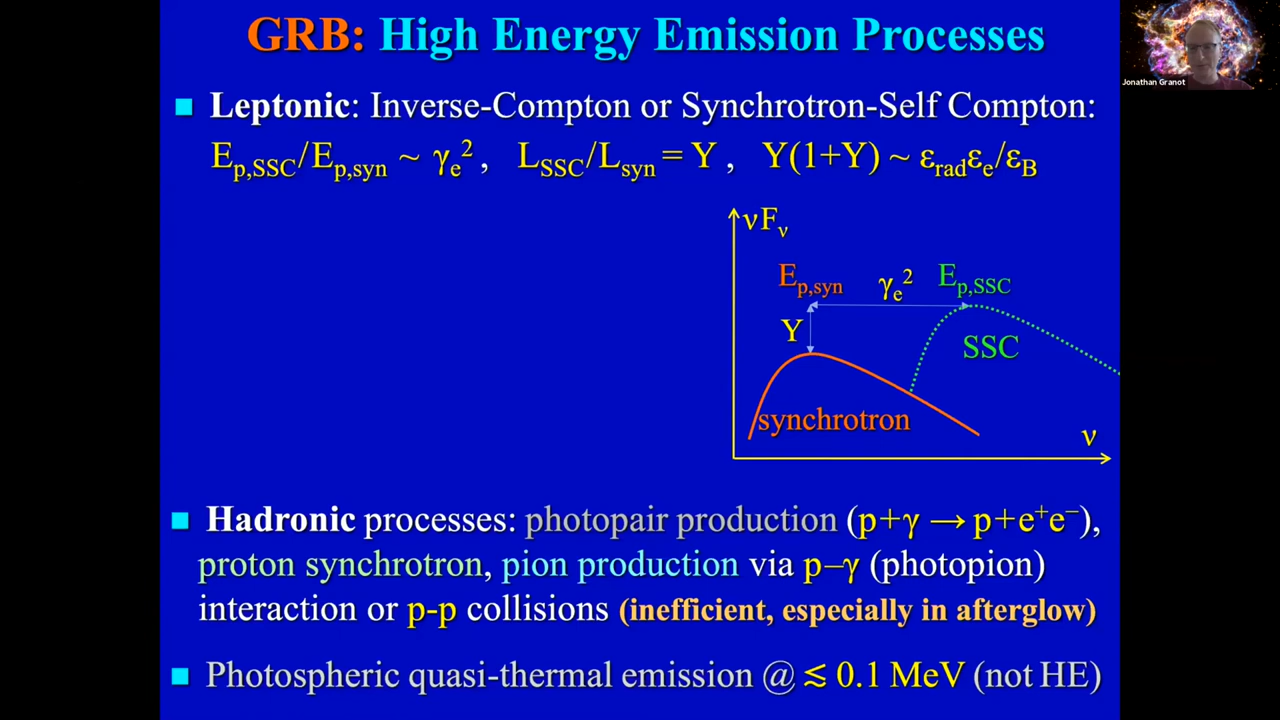 GRB: High Energy Emission Processes
Jonathan Granot
■ Leptonic: Inverse-Compton or Synchrotron-Self Compton:
Eₚ,SSC/Eₚ,syn ~ γₑ², LSSC/Lsyn = Y, Y(1+Y) ~ εradεₑ/εB
νFᵥ
Eₚ,syn γₑ² Eₚ,SSC
Y
SSC
synchrotron
ν
■ Hadronic processes: photopair production (p+γ → p+e⁺e⁻),
proton synchrotron, pion production via p–γ (photopion)
interaction or p-p collisions (inefficient, especially in afterglow)
■ Photospheric quasi-thermal emission @ ≲ 0.1 MeV (not HE)